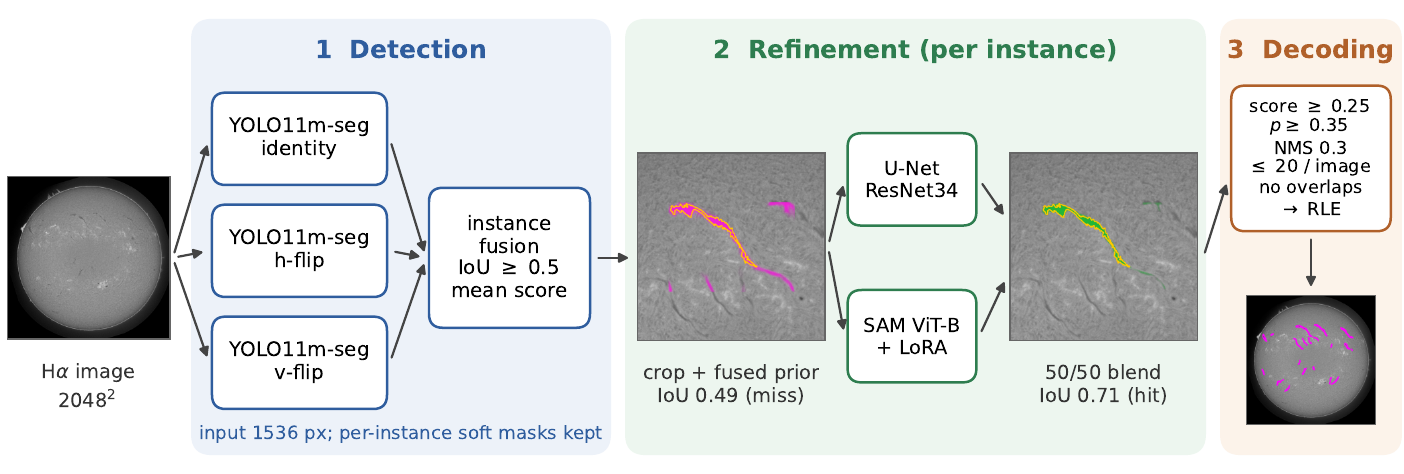 Hα image
2048²
1 Detection
YOLO11m-seg
identity
YOLO11m-seg
h-flip
YOLO11m-seg
v-flip
instance
fusion
IoU ≥ 0.5
mean score
input 1536 px; per-instance soft masks kept
2 Refinement (per instance)
crop + fused prior
IoU 0.49 (miss)
U-Net
ResNet34
SAM ViT-B
+ LoRA
50/50 blend
IoU 0.71 (hit)
3 Decoding
score ≥ 0.25
p ≥ 0.35
NMS 0.3
≤ 20 / image
no overlaps
→ RLE